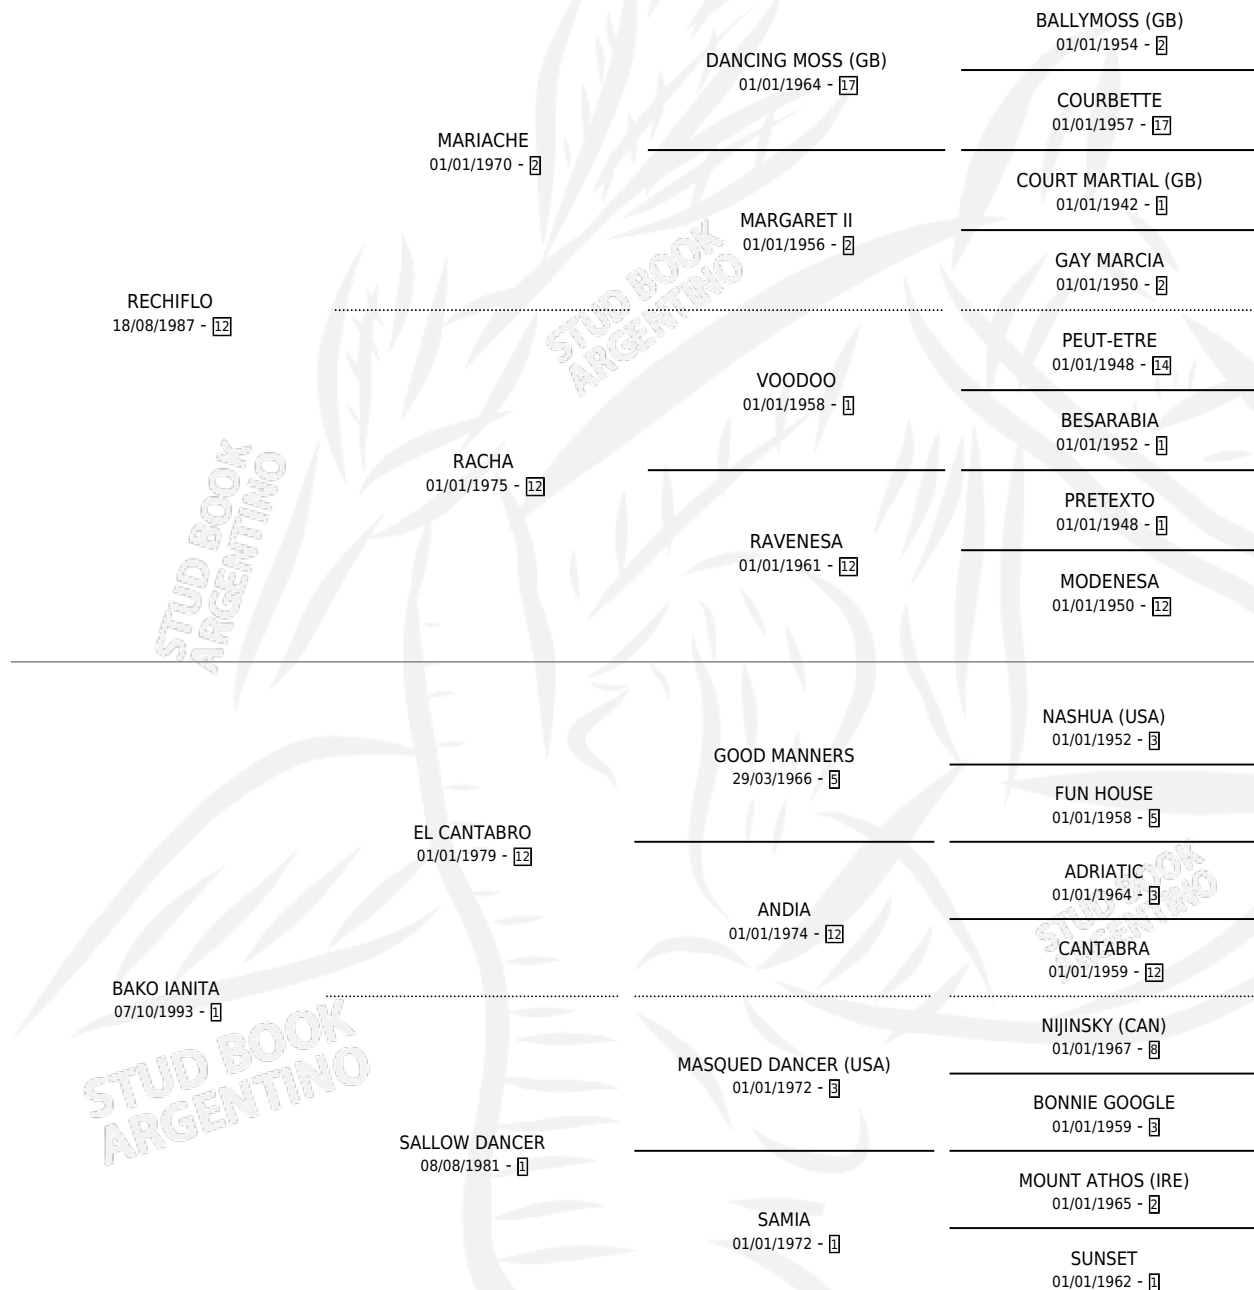 BALLYMOSS (GB)
01/01/1954 - 2
DANCING MOSS (GB)
01/01/1964 - 17
COURBETTE
01/01/1957 - 17
MARIACHE
01/01/1970 - 2
COURT MARTIAL (GB)
01/01/1942 - 1
MARGARET II
01/01/1956 - 2
GAY MARCIA
01/01/1950 - 2
RECHIFLO
18/08/1987 - 12
PEUT-ETRE
01/01/1948 - 14
VOODOO
01/01/1958 - 1
BESARABIA
01/01/1952 - 1
RACHA
01/01/1975 - 12
PRETEXTO
01/01/1948 - 1
RAVENESA
01/01/1961 - 12
MODENESA
01/01/1950 - 12
NASHUA (USA)
01/01/1952 - 3
GOOD MANNERS
29/03/1966 - 5
FUN HOUSE
01/01/1958 - 5
EL CANTABRO
01/01/1979 - 12
ADRIATIC
01/01/1964 - 3
ANDIA
01/01/1974 - 12
CANTABRA
01/01/1959 - 12
BAKO IANITA
07/10/1993 - 1
NIJINSKY (CAN)
01/01/1967 - 8
MASQUED DANCER (USA)
01/01/1972 - 3
BONNIE GOOGLE
01/01/1959 - 3
SALLOW DANCER
08/08/1981 - 1
MOUNT ATHOS (IRE)
01/01/1965 - 2
SAMIA
01/01/1972 - 1
SUNSET
01/01/1962 - 1
STUD BOOK
ARGENTINO
STUD BOOK
ARGENTINO
STUD BOOK
ARGENTINO
STUD BOOK
ARGENTINO